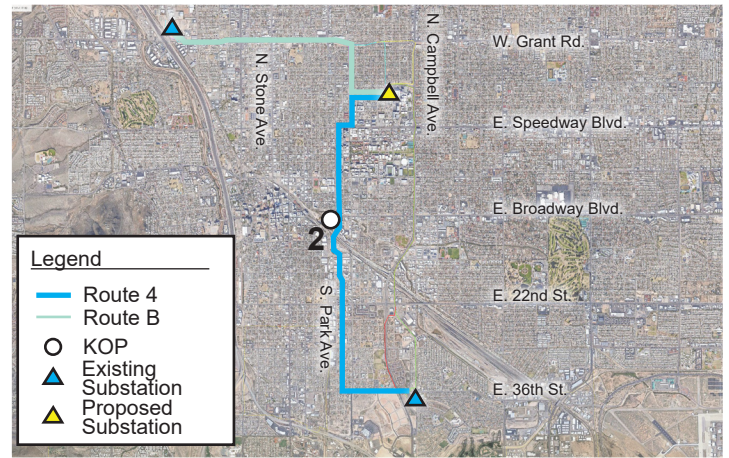 N. Campbell Ave.
W. Grant Rd.
N. Stone Ave.
E. Speedway Blvd.
E. Broadway Blvd.
2
E. 22nd St.
S. Park Ave.
E. 36th St.
Legend
Route 4
Route B
KOP
Existing
Substation
Proposed
Substation